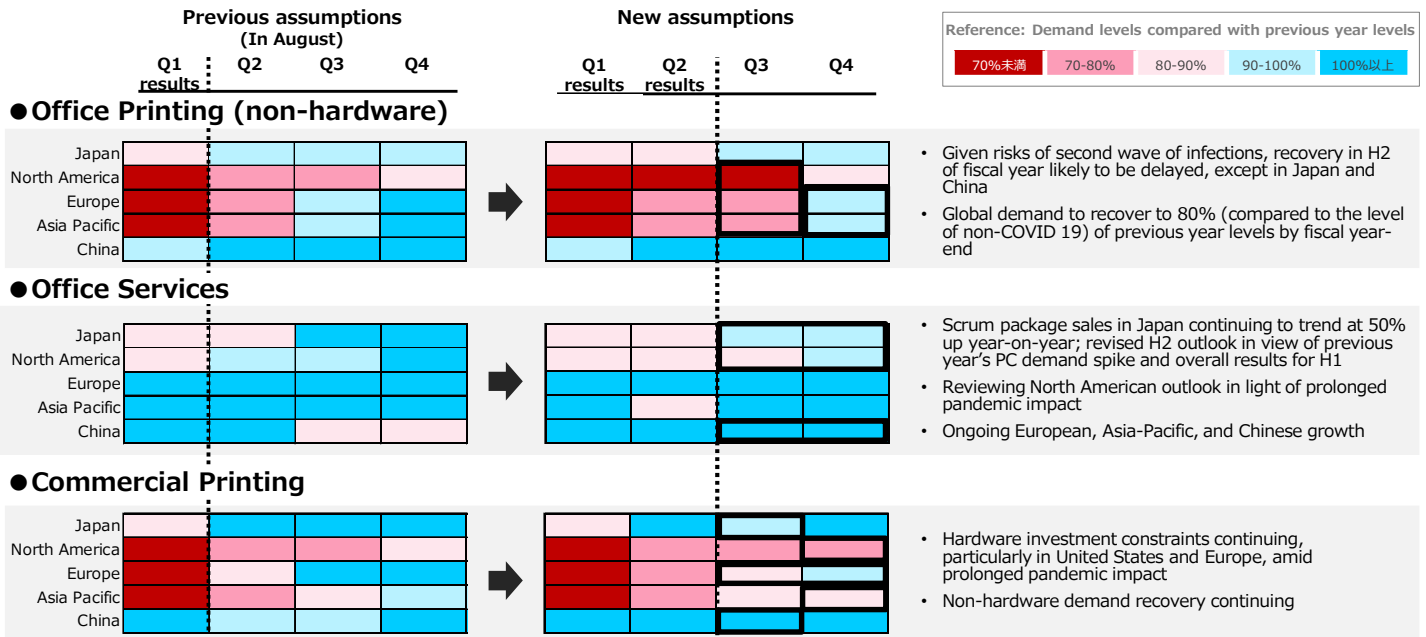 Previous assumptions
(In August)
New assumptions
Reference: Demand levels compared with previous year levels
70%未満 70-80% 80-90% 90-100% 100%以上
Q1 results Q2 Q3 Q4
Q1 results Q2 results Q3 Q4
●Office Printing (non-hardware)
Japan
North America
Europe
Asia Pacific
China
• Given risks of second wave of infections, recovery in H2
of fiscal year likely to be delayed, except in Japan and
China
• Global demand to recover to 80% (compared to the level
of non-COVID 19) of previous year levels by fiscal year-
end
●Office Services
Japan
North America
Europe
Asia Pacific
China
• Scrum package sales in Japan continuing to trend at 50%
up year-on-year; revised H2 outlook in view of previous
year's PC demand spike and overall results for H1
• Reviewing North American outlook in light of prolonged
pandemic impact
• Ongoing European, Asia-Pacific, and Chinese growth
●Commercial Printing
Japan
North America
Europe
Asia Pacific
China
• Hardware investment constraints continuing,
particularly in United States and Europe, amid
prolonged pandemic impact
• Non-hardware demand recovery continuing